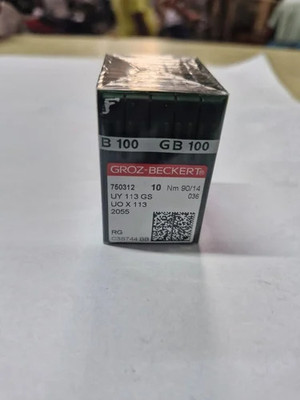 B 100 GB 100
GROZ-BECKERT
750312 10 Nm 90/14
UY 113 GS 036
UO X 113
2055
RG